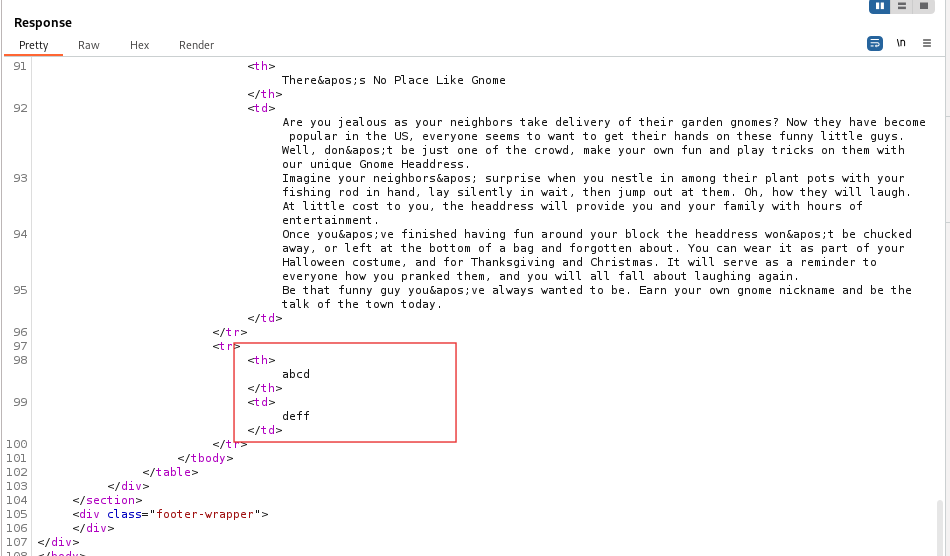 Response
Pretty Raw Hex Render \n
91 <th>
There&apos;s No Place Like Gnome
</th>
92 <td>
Are you jealous as your neighbors take delivery of their garden gnomes? Now they have become
popular in the US, everyone seems to want to get their hands on these funny little guys.
Well, don&apos;t be just one of the crowd, make your own fun and play tricks on them with
our unique Gnome Headdress.
93 Imagine your neighbors&apos; surprise when you nestle in among their plant pots with your
fishing rod in hand, lay silently in wait, then jump out at them. Oh, how they will laugh.
At little cost to you, the headdress will provide you and your family with hours of
entertainment.
94 Once you&apos;ve finished having fun around your block the headdress won&apos;t be chucked
away, or left at the bottom of a bag and forgotten about. You can wear it as part of your
Halloween costume, and for Thanksgiving and Christmas. It will serve as a reminder to
everyone how you pranked them, and you will all fall about laughing again.
95 Be that funny guy you&apos;ve always wanted to be. Earn your own gnome nickname and be the
talk of the town today.
</td>
96 </tr>
97 <tr>
98 <th>
abcd
</th>
99 <td>
deff
</td>
100 </tr>
101 </tbody>
102 </table>
103 </div>
104 </section>
105 <div class="footer-wrapper">
106 </div>
107 </div>
108 </body>